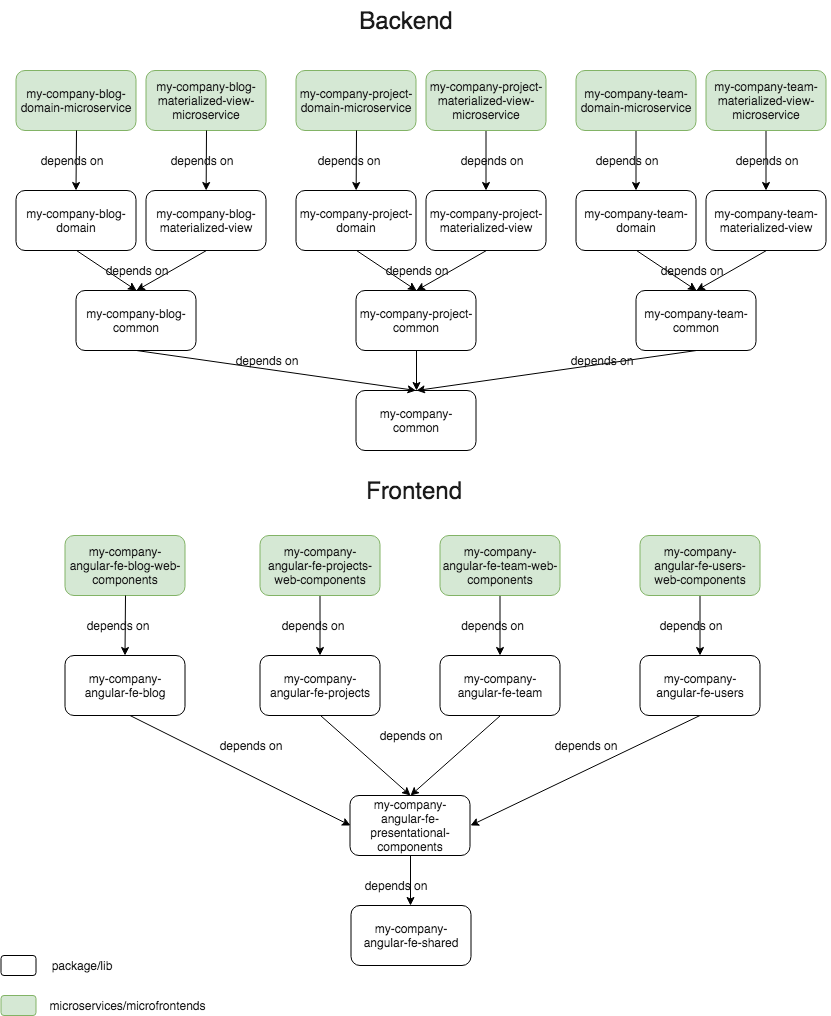 Backend
my-company-blog-
domain-microservice
my-company-blog-
materialized-view-
microservice
my-company-project-
domain-microservice
my-company-project-
materialized-view-
microservice
my-company-team-
domain-microservice
my-company-team-
materialized-view-
microservice
depends on
depends on
depends on
depends on
depends on
depends on
my-company-blog-
domain
my-company-blog-
materialized-view
my-company-project-
domain
my-company-project-
materialized-view
my-company-team-
domain
my-company-team-
materialized-view
depends on
depends on
depends on
my-company-blog-
common
my-company-project-
common
my-company-team-
common
depends on
depends on
my-company-
common
Frontend
my-company-
angular-fe-blog-web-
components
my-company-
angular-fe-projects-
web-components
my-company-
angular-fe-team-web-
components
my-company-
angular-fe-users-
web-components
depends on
depends on
depends on
depends on
my-company-
angular-fe-blog
my-company-
angular-fe-projects
my-company-
angular-fe-team
my-company-
angular-fe-users
depends on
depends on
depends on
my-company-
angular-fe-
presentational-
components
depends on
my-company-
angular-fe-shared
package/lib
microservices/microfrontends